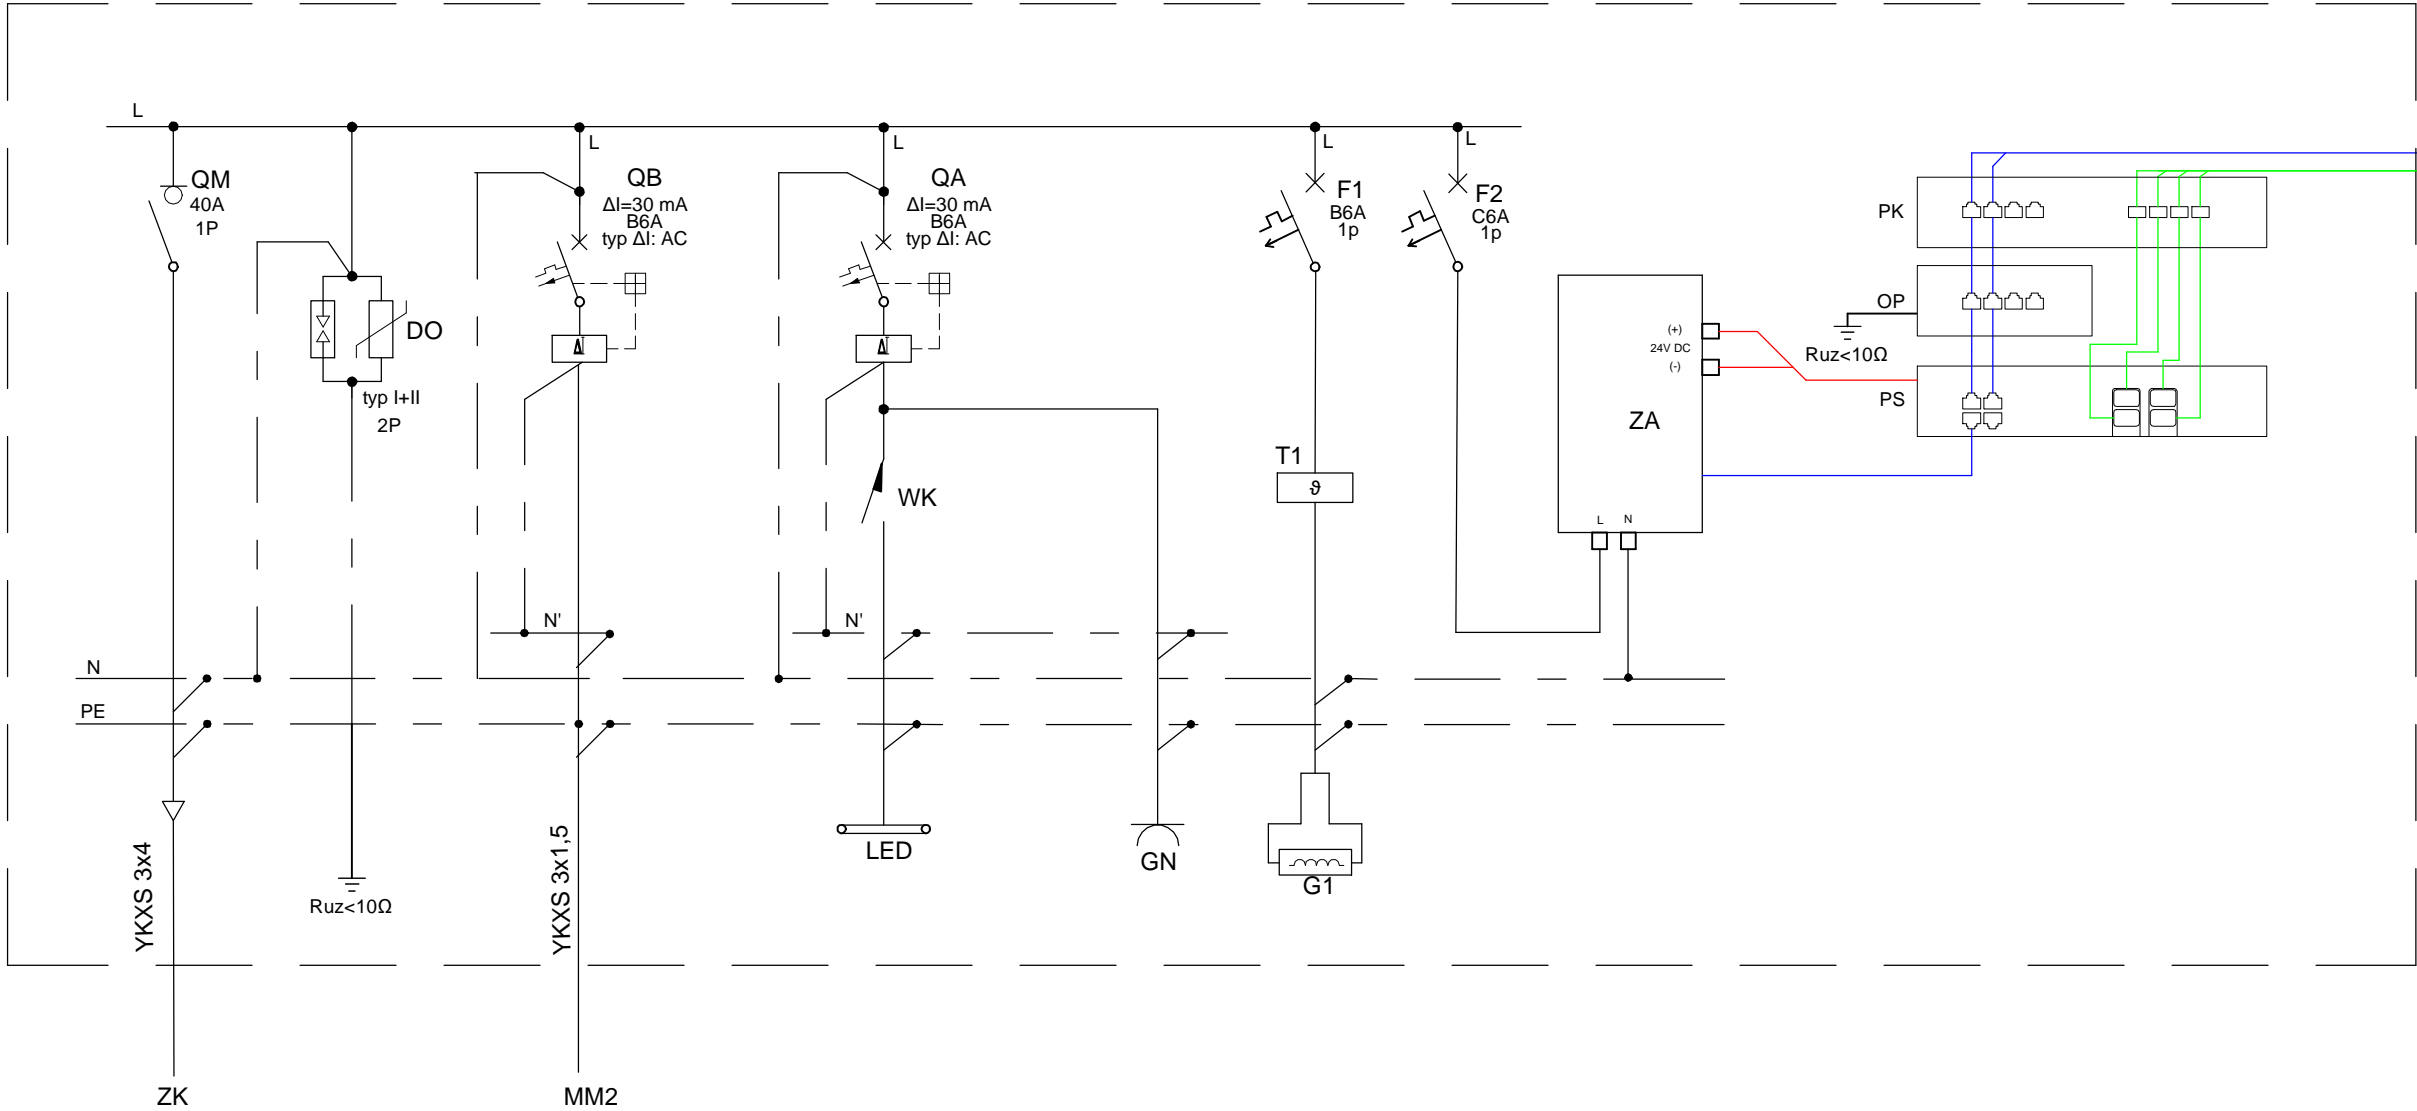 L
QM
40A
1P
DO
typ I+II
2P
Ruz<10Ω
L
QB
ΔI=30 mA
B6A
typ ΔI: AC
ΔI
N'
L
QA
ΔI=30 mA
B6A
typ ΔI: AC
ΔI
WK
N'
L
F1
B6A
1p
T1
ϑ
L
F2
C6A
1p
(+)
24V DC
(-)
ZA
L
N
PK
OP
Ruz<10Ω
PS
N
PE
YKXS 3x4
YKXS 3x1,5
LED
GN
G1
ZK
MM2